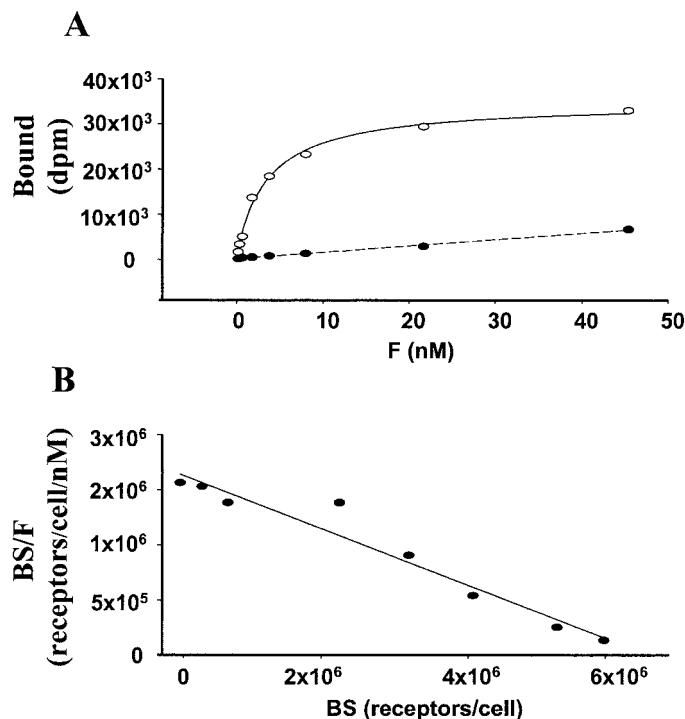 A
Bound
(dpm)
40x10³
30x10³
20x10³
10x10³
0
0 10 20 30 40 50
F (nM)
B
BS/F
(receptors/cell/nM)
3x10⁶
2x10⁶
1x10⁶
5x10⁵
0
0 2x10⁶ 4x10⁶ 6x10⁶
BS (receptors/cell)